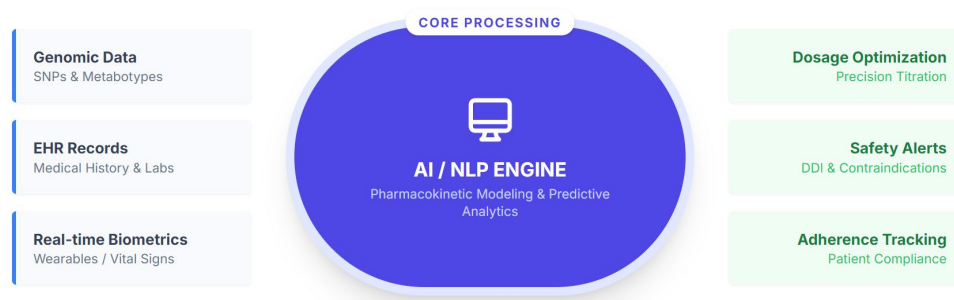 CORE PROCESSING
Genomic Data
SNPs & Metabotypes
EHR Records
Medical History & Labs
Real-time Biometrics
Wearables / Vital Signs
AI / NLP ENGINE
Pharmacokinetic Modeling & Predictive
Analytics
Dosage Optimization
Precision Titration
Safety Alerts
DDI & Contraindications
Adherence Tracking
Patient Compliance